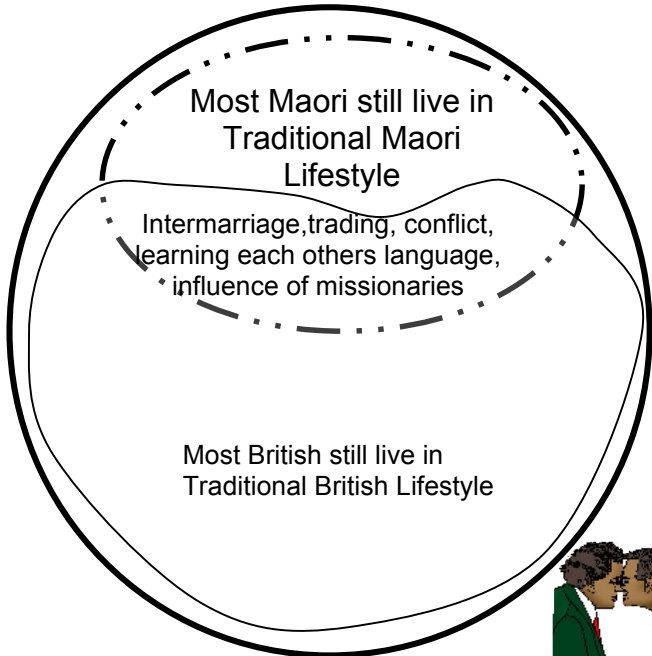 Most Maori still live in
Traditional Maori
Lifestyle
Intermarriage,trading, conflict,
learning each others language,
influence of missionaries
Most British still live in
Traditional British Lifestyle